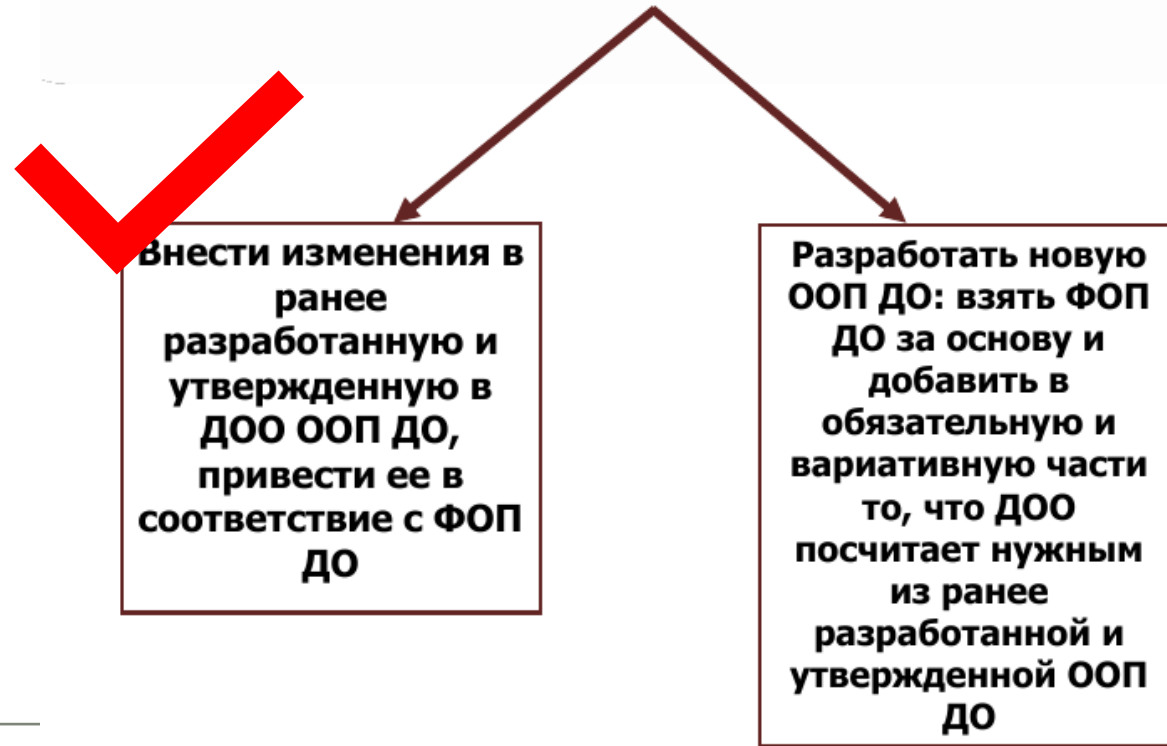 Внести изменения в
ранее
разработанную и
утвержденную в
ДОО ООП ДО,
привести ее в
соответствие с ФОП
ДО
Разработать новую
ООП ДО: взять ФОП
ДО за основу и
добавить в
обязательную и
вариативную части
то, что ДОО
посчитает нужным
из ранее
разработанной и
утвержденной ООП
ДО